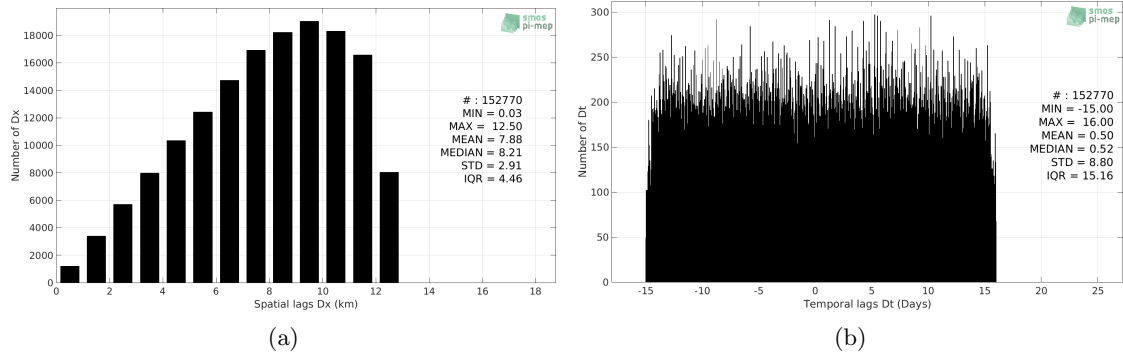 smos
pi-mep
18000
16000
14000
12000
10000
8000
6000
4000
2000
0
Number of Dx
# : 152770
MIN = 0.03
MAX = 12.50
MEAN = 7.88
MEDIAN = 8.21
STD = 2.91
IQR = 4.46
0 2 4 6 8 10 12 14 16 18
Spatial lags Dx (km)
(a)
smos
pi-mep
300
250
200
150
100
50
0
Number of Dt
# : 152770
MIN = -15.00
MAX = 16.00
MEAN = 0.50
MEDIAN = 0.52
STD = 8.80
IQR = 15.16
-15 -10 -5 0 5 10 15 20 25
Temporal lags Dt (Days)
(b)